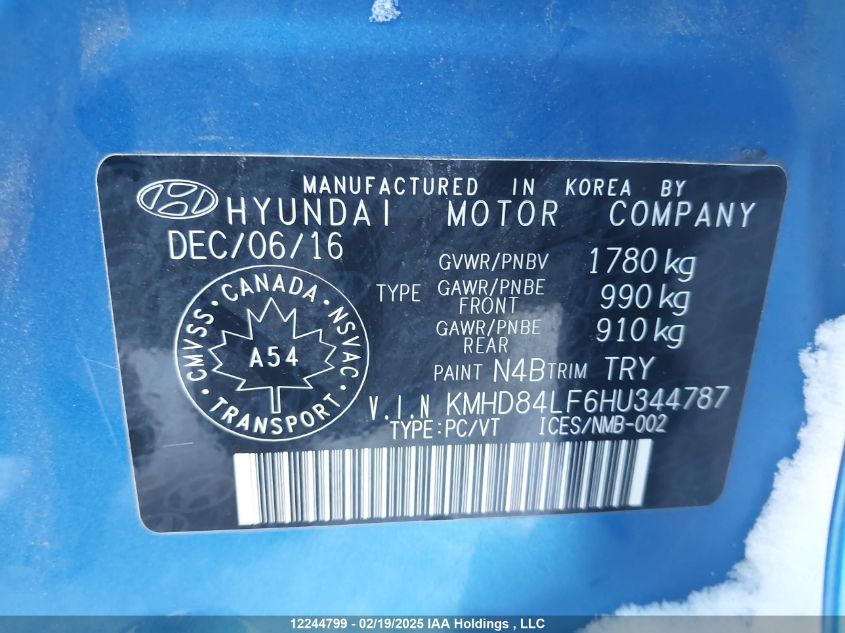 MANUFACTURED IN KOREA BY
HYUNDAI MOTOR COMPANY
DEC/06/16
GVWR/PNBV 1780 kg
TYPE GAWR/PNBE FRONT 990 kg
GAWR/PNBE REAR 910 kg
PAINT N4B TRIM TRY
CANADA · NSVAC · TRANSPORT · CMVSS ·
A54
V.I.N KMHD84LF6HU344787
TYPE:PC/VT ICES/NMB-002
12244799 - 02/19/2025 IAA Holdings , LLC